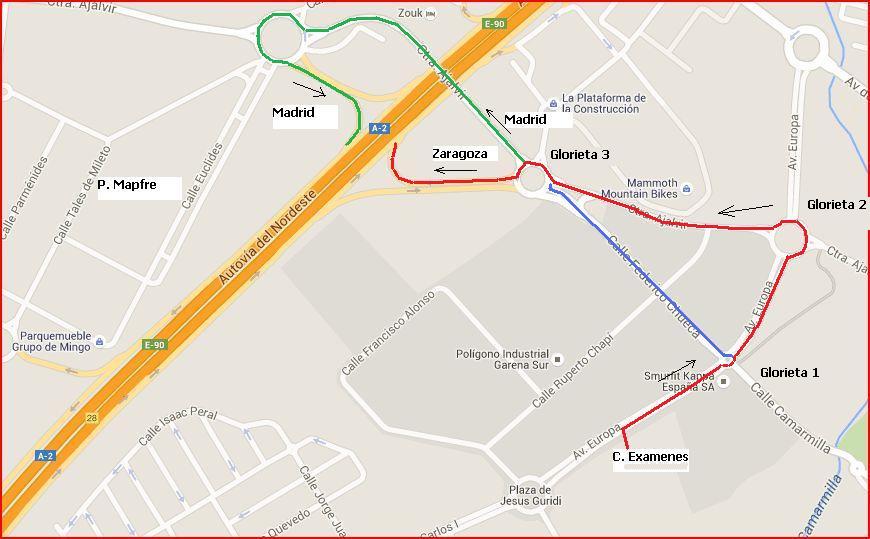 Ctra. Ajalvir
Zouk
E-90
A
Av de
Ctra. Ajalvir
La Plataforma de
la Construcción
Madrid
Madrid
A-2
Av. Europa
Zaragoza
Glorieta 3
Calle Parménides
Calle Tales de Mileto
Calle Euclides
P. Mapfre
Mammoth
Mountain Bikes
Glorieta 2
Ctra. Ajalvir
Autovía del Nordeste
Ctra. Aja
Calle Federico Chueca
Av. Europa
Calle Francisco Alonso
Parquemueble
Grupo de Mingo
E-90
Polígono Industrial
Garena Sur
Calle Ruperto Chapí
Smurfit Kappa
España SA
Glorieta 1
28
Calle Isaac Peral
Calle Camarmilla
Av. Europa
C. Examenes
A-2
Plaza de
Jesus Guridi
Calle Jorge Jua
Quevedo
Carlos I
Camarmilla